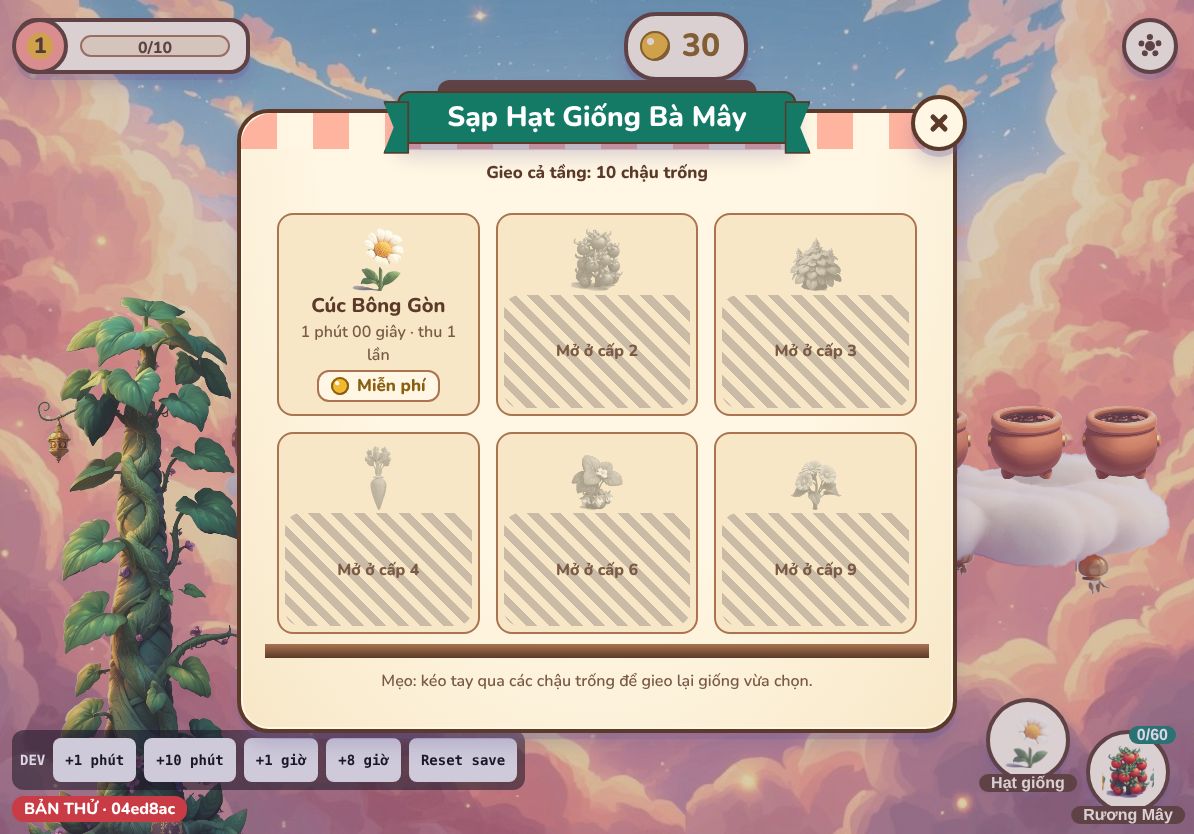 1
0/10
30
Sạp Hạt Giống Bà Mây
Gieo cả tầng: 10 chậu trống
Cúc Bông Gòn
1 phút 00 giây · thu 1
lần
Miễn phí
Mở ở cấp 2
Mở ở cấp 3
Mở ở cấp 4
Mở ở cấp 6
Mở ở cấp 9
Mẹo: kéo tay qua các chậu trống để gieo lại giống vừa chọn.
DEV
+1 phút
+10 phút
+1 giờ
+8 giờ
Reset save
BẢN THỬ · 04ed8ac
Hạt giống
0/60
Rương Mây